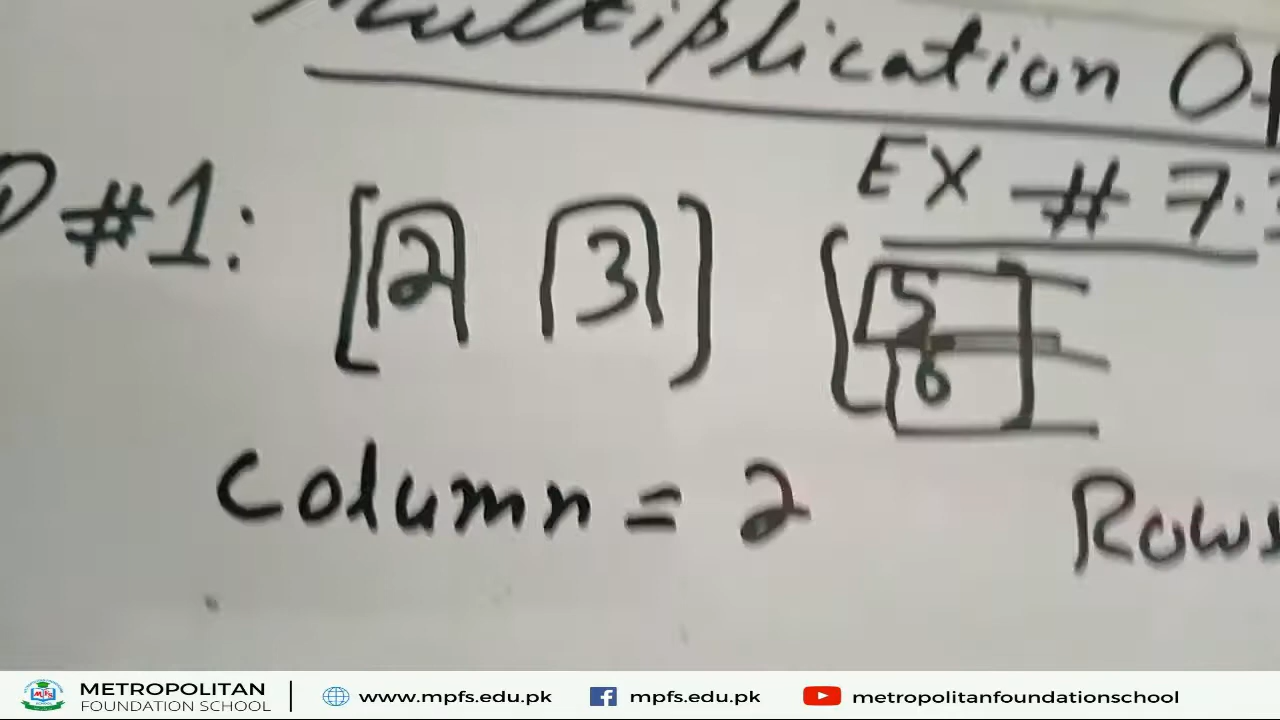 Multiplication Of
EX # 7.
Q#1: [2 3] [5
6]
Column = 2
Rows
METROPOLITAN
FOUNDATION SCHOOL
www.mpfs.edu.pk
mpfs.edu.pk
metropolitanfoundationschool